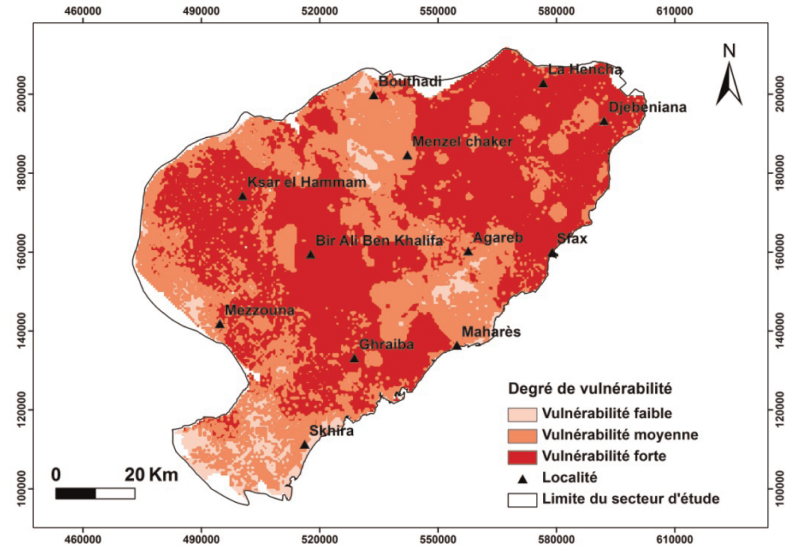 460000 490000 520000 550000 580000 610000
N
200000 200000
180000 180000
160000 160000
140000 140000
120000 120000
100000 100000
Bouthadi
La Hencha
Djebeniana
Menzel chaker
Ksar el Hammam
Bir Ali Ben Khalifa
Agareb
Sfax
Mezzouna
Maharès
Ghraiba
Skhira
Degré de vulnérabilité
Vulnérabilité faible
Vulnérabilité moyenne
Vulnérabilité forte
Localité
Limite du secteur d'étude
0 20 Km
460000 490000 520000 550000 580000 610000